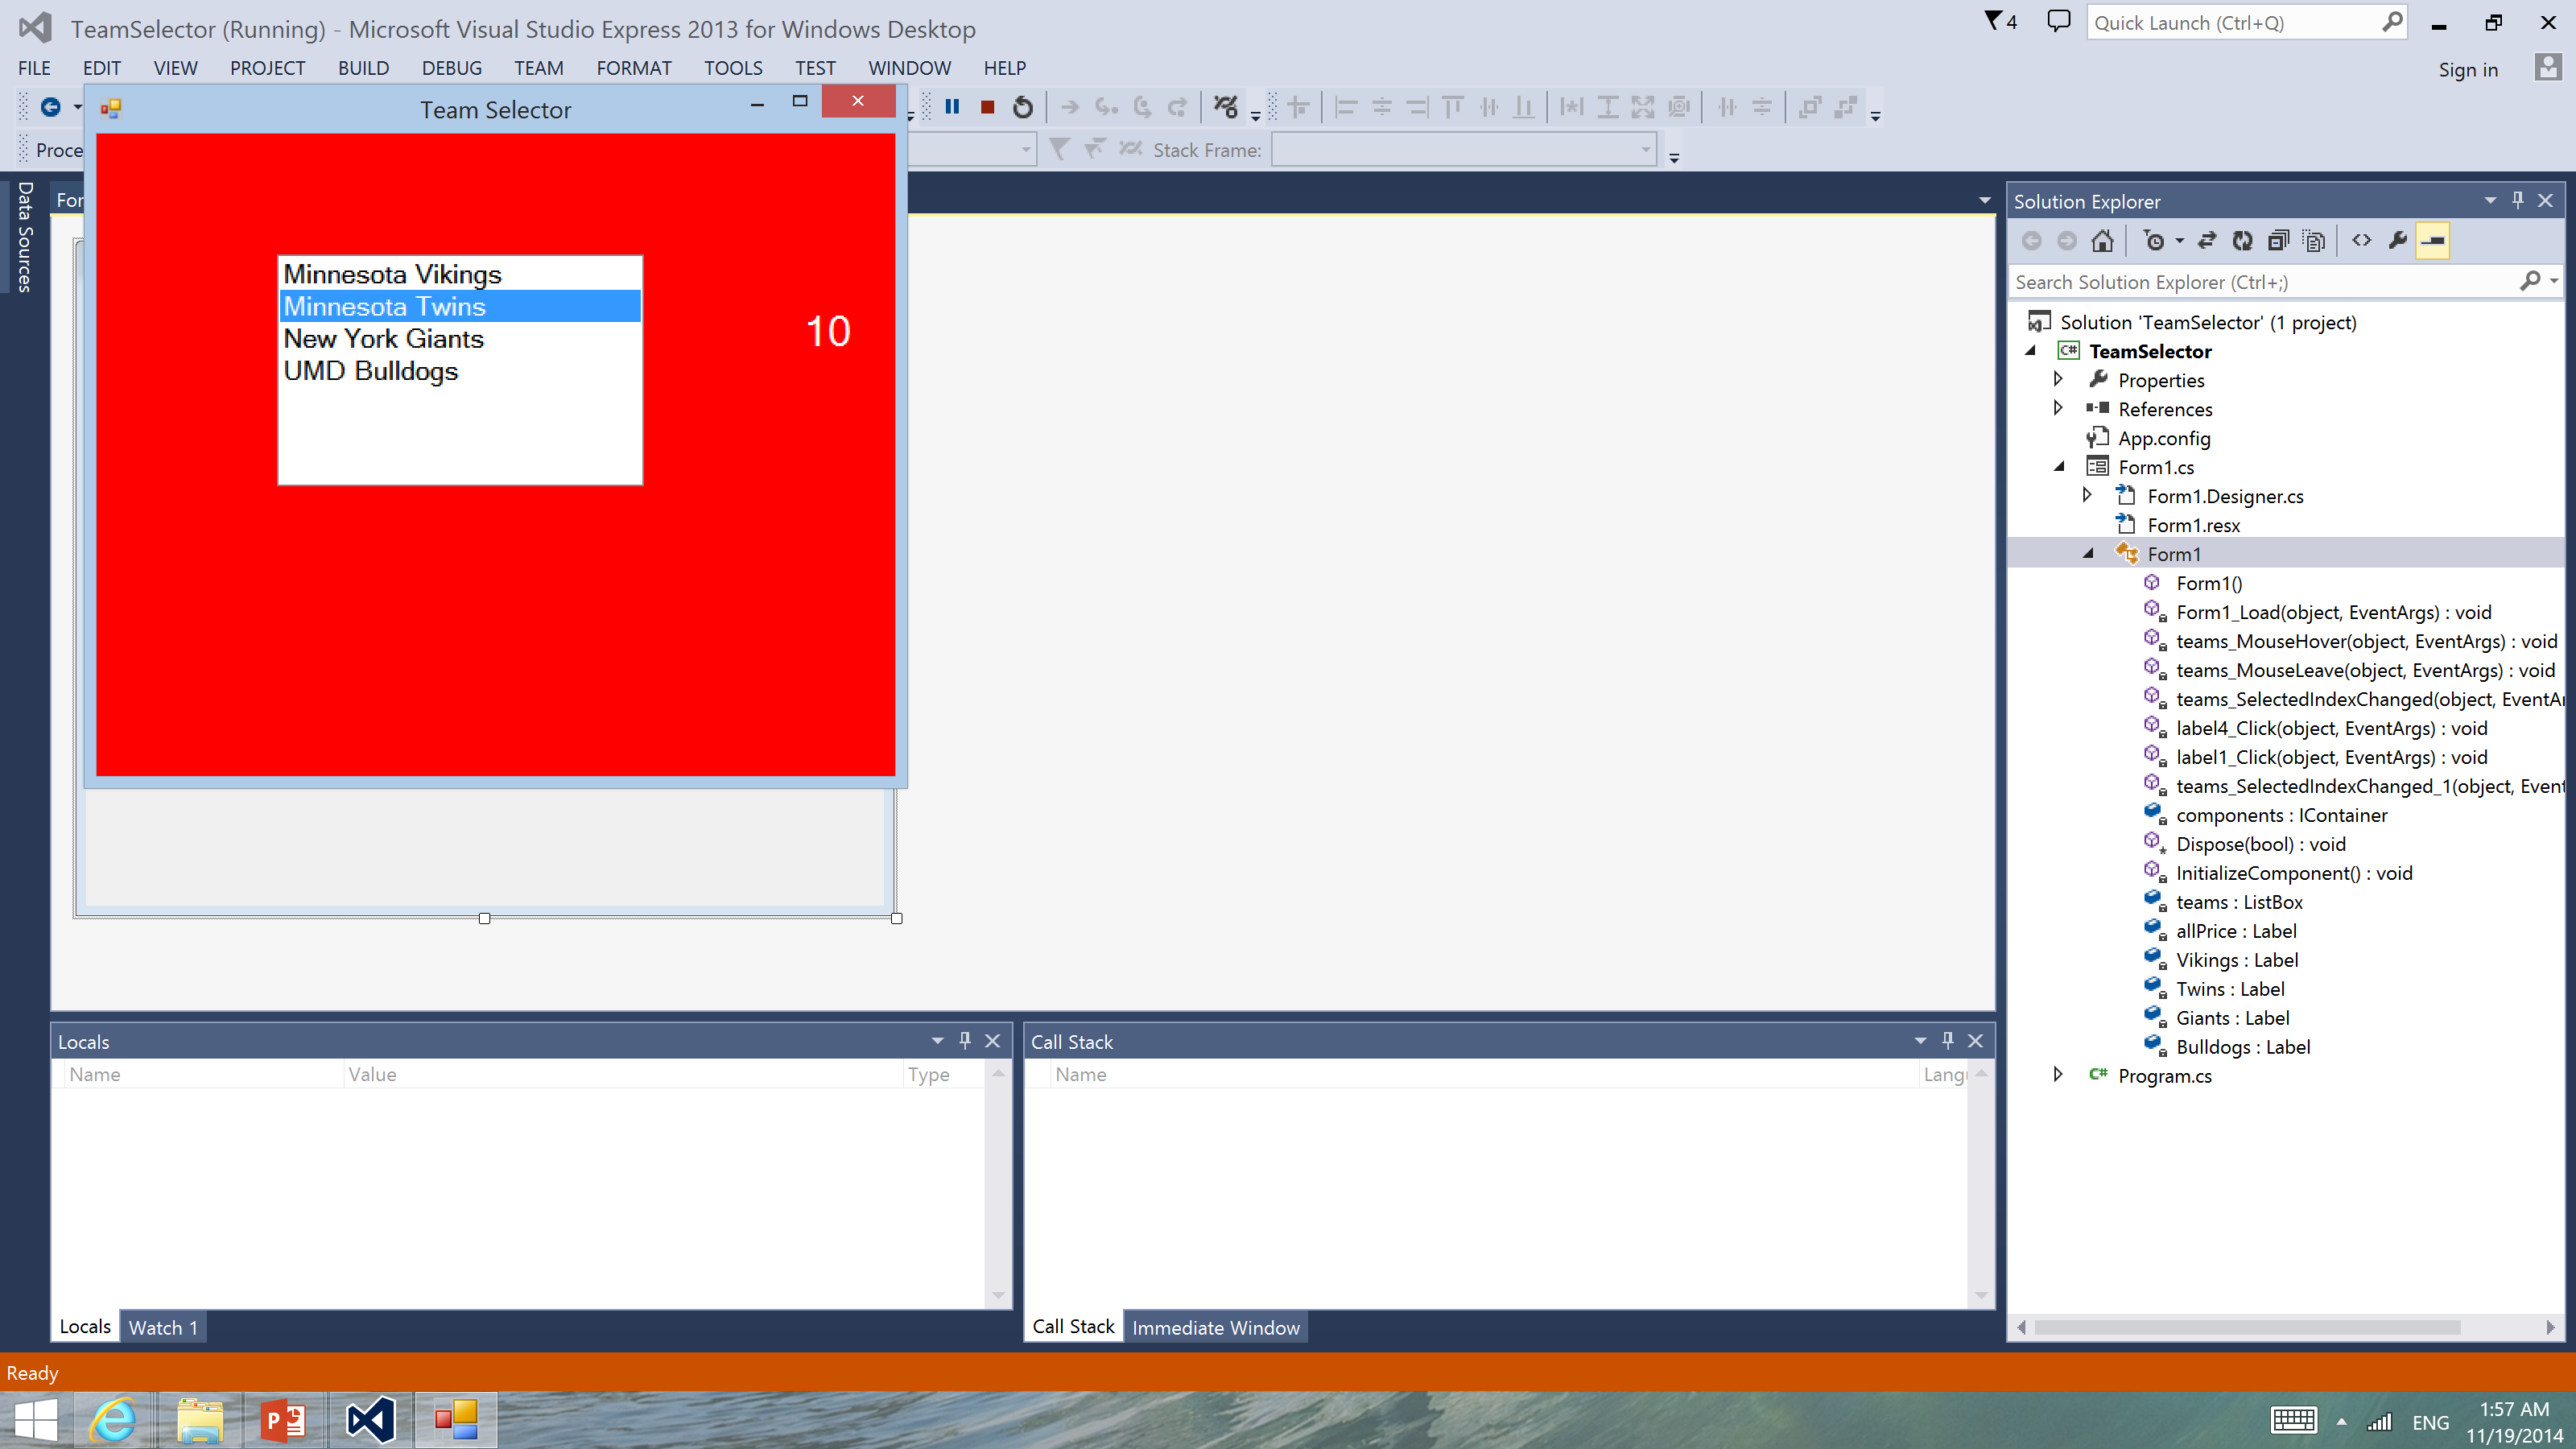 TeamSelector (Running) - Microsoft Visual Studio Express 2013 for Windows Desktop
4
Quick Launch (Ctrl+Q)
FILE EDIT VIEW PROJECT BUILD DEBUG TEAM FORMAT TOOLS TEST WINDOW HELP
Sign in
Team Selector
Proce
Stack Frame:
Data Sources
For
Minnesota Vikings
Minnesota Twins
New York Giants
UMD Bulldogs
10
Solution Explorer
Search Solution Explorer (Ctrl+;)
Solution 'TeamSelector' (1 project)
C# TeamSelector
Properties
References
App.config
Form1.cs
Form1.Designer.cs
Form1.resx
Form1
Form1()
Form1_Load(object, EventArgs) : void
teams_MouseHover(object, EventArgs) : void
teams_MouseLeave(object, EventArgs) : void
teams_SelectedIndexChanged(object, EventAr
label4_Click(object, EventArgs) : void
label1_Click(object, EventArgs) : void
teams_SelectedIndexChanged_1(object, Event
components : IContainer
Dispose(bool) : void
InitializeComponent() : void
teams : ListBox
allPrice : Label
Vikings : Label
Twins : Label
Giants : Label
Bulldogs : Label
C# Program.cs
Locals
Name Value Type
Locals Watch 1
Call Stack
Name Langu
Call Stack Immediate Window
Ready
P
ENG
1:57 AM
11/19/2014